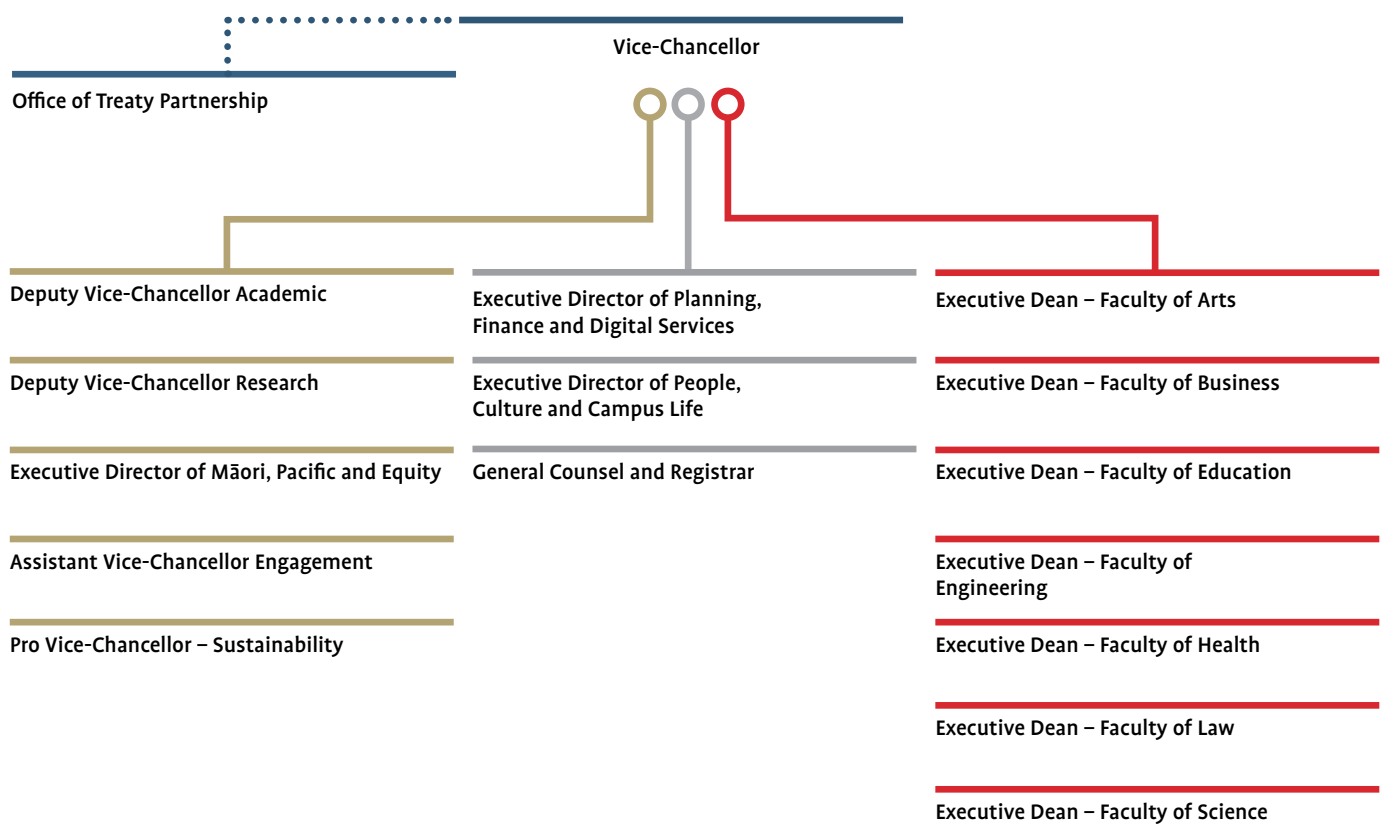 Vice-Chancellor
Office of Treaty Partnership
Deputy Vice-Chancellor Academic
Deputy Vice-Chancellor Research
Executive Director of Māori, Pacific and Equity
Assistant Vice-Chancellor Engagement
Pro Vice-Chancellor – Sustainability
Executive Director of Planning,
Finance and Digital Services
Executive Director of People,
Culture and Campus Life
General Counsel and Registrar
Executive Dean – Faculty of Arts
Executive Dean – Faculty of Business
Executive Dean – Faculty of Education
Executive Dean – Faculty of
Engineering
Executive Dean – Faculty of Health
Executive Dean – Faculty of Law
Executive Dean – Faculty of Science